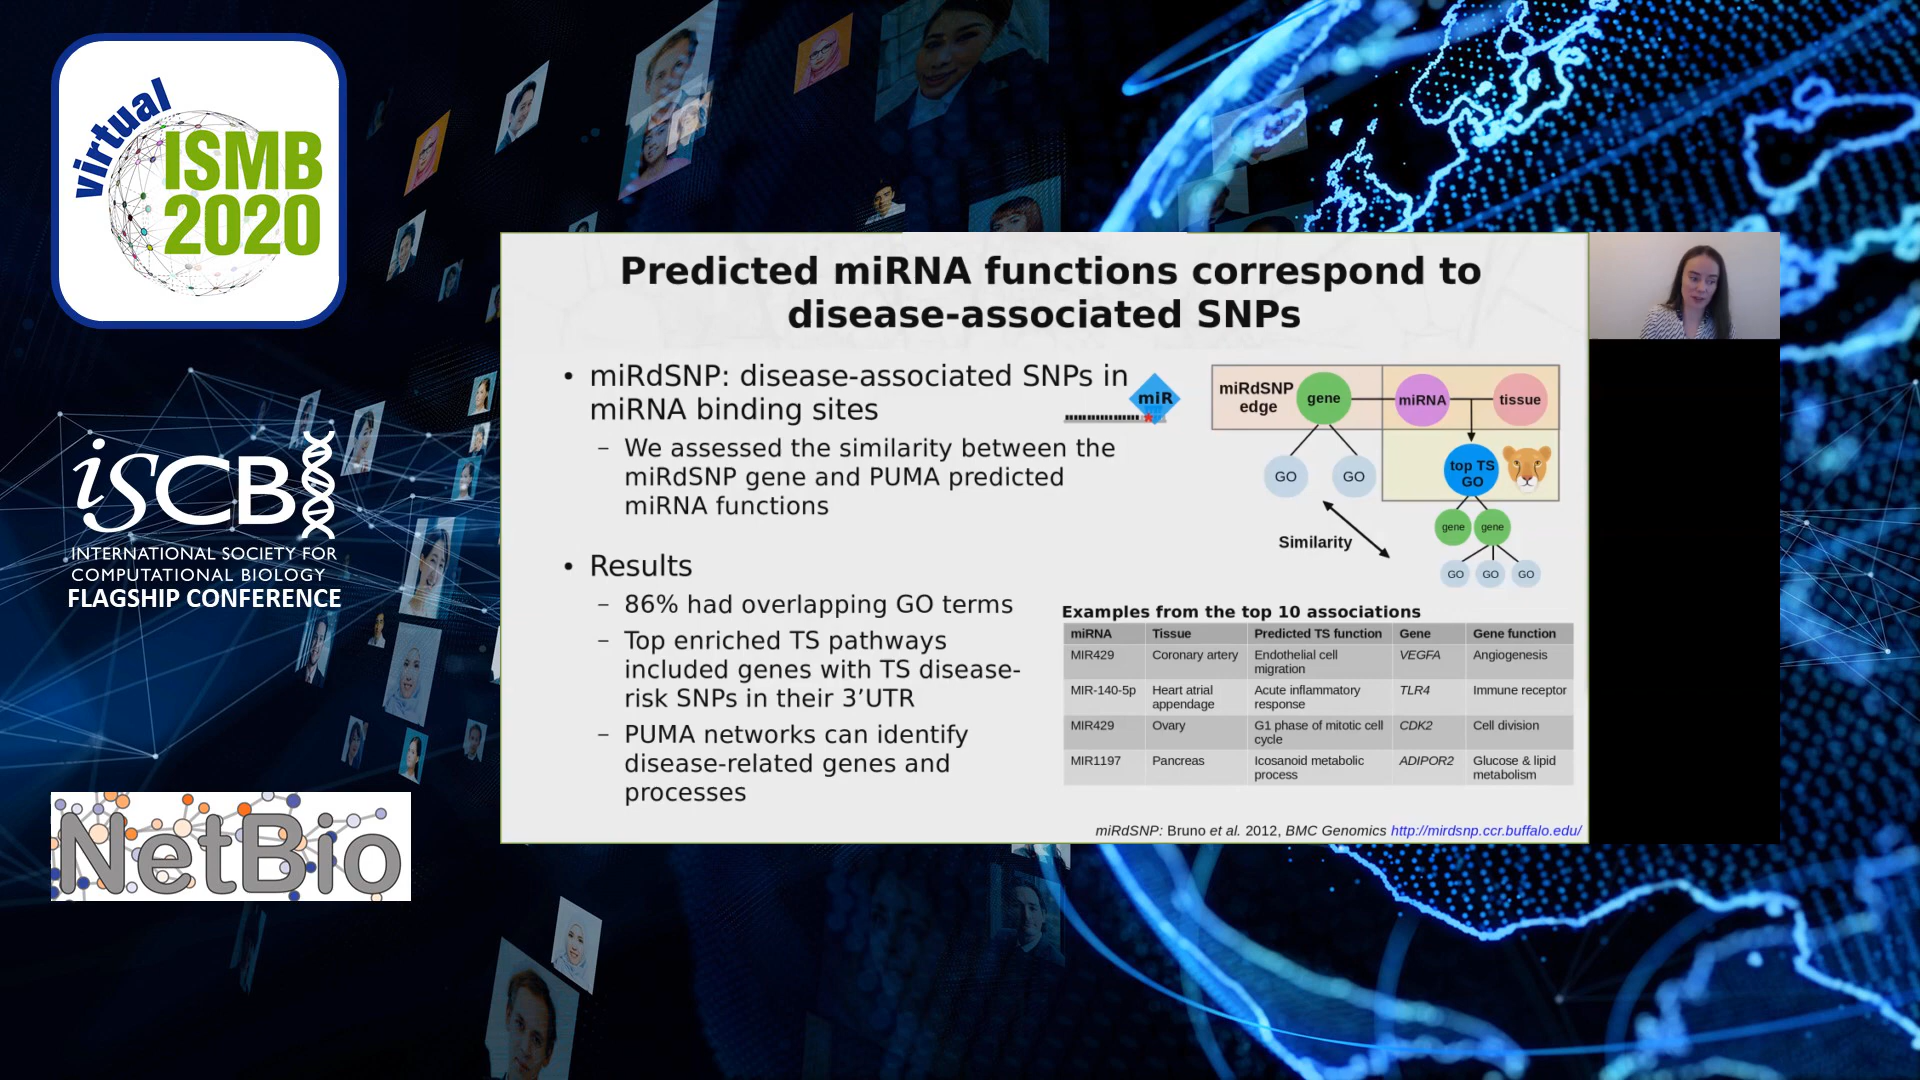 virtual
ISMB
2020
iSCB
INTERNATIONAL SOCIETY FOR
COMPUTATIONAL BIOLOGY
FLAGSHIP CONFERENCE
NetBio
Predicted miRNA functions correspond to
disease-associated SNPs
• miRdSNP: disease-associated SNPs in
miRNA binding sites
– We assessed the similarity between the
miRdSNP gene and PUMA predicted
miRNA functions
• Results
– 86% had overlapping GO terms
– Top enriched TS pathways
included genes with TS disease-
risk SNPs in their 3’UTR
– PUMA networks can identify
disease-related genes and
processes
miR
miRdSNP
edge
gene
miRNA
tissue
GO
GO
top TS
GO
gene
gene
Similarity
GO
GO
GO
Examples from the top 10 associations
miRNA Tissue Predicted TS function Gene Gene function
MIR429 Coronary artery Endothelial cell VEGFA Angiogenesis
migration
MIR-140-5p Heart atrial Acute inflammatory TLR4 Immune receptor
appendage response
MIR429 Ovary G1 phase of mitotic cell CDK2 Cell division
cycle
MIR1197 Pancreas Icosanoid metabolic ADIPOR2 Glucose & lipid
process metabolism
miRdSNP: Bruno et al. 2012, BMC Genomics http://mirdsnp.ccr.buffalo.edu/